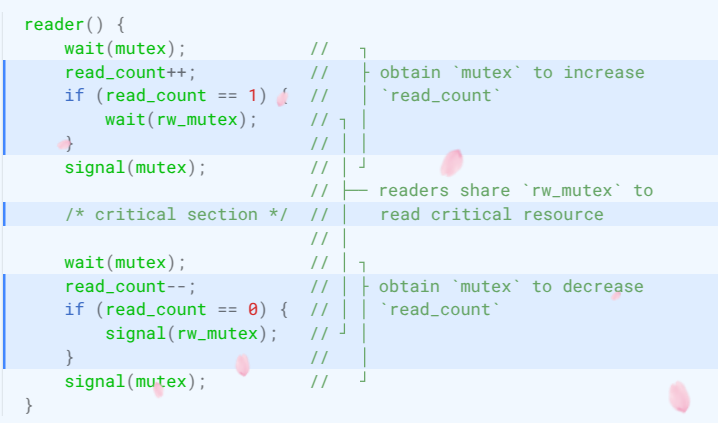 reader() {
    wait(mutex);            //   ┐
    read_count++;           //   ├ obtain `mutex` to increase
    if (read_count == 1) {  //   │ `read_count`
        wait(rw_mutex);     // ┐ │
    }                       // │ │
    signal(mutex);          // │ ┘
                            // ├── readers share `rw_mutex` to
    /* critical section */  // │   read critical resource
                            // │
    wait(mutex);            // │ ┐
    read_count--;           // │ ├ obtain `mutex` to decrease
    if (read_count == 0) {  // │ │ `read_count`
        signal(rw_mutex);   // ┘ │
    }                       //   │
    signal(mutex);          //   ┘
}